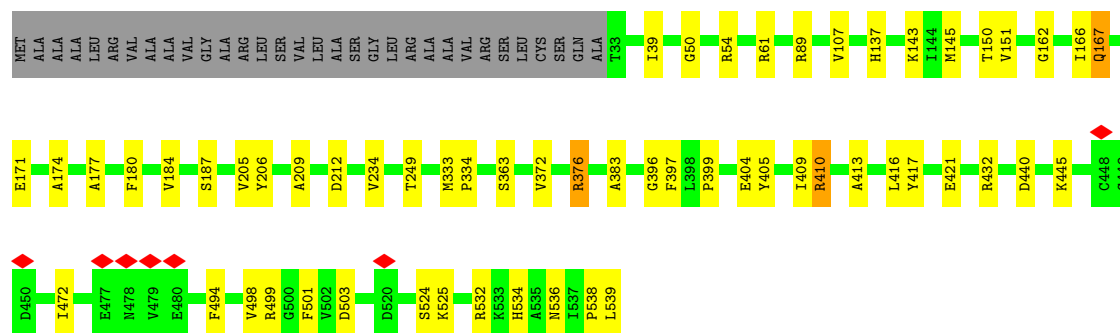 MET ALA ALA ALA LEU ARG VAL ALA ALA VAL GLY ALA ARG LEU SER VAL LEU ALA SER GLY LEU ARG ALA ALA VAL ARG SER LEU CYS SER GLN ALA T33 I39 G50 R54 R61 R89 V107 H137 K143 I144 M145 T150 V151 G162 I166 Q167
E171 A174 A177 F180 V184 S187 V205 Y206 A209 D212 V234 T249 M333 P334 S363 V372 R376 A383 G396 F397 L398 P399 E404 Y405 I409 R410 A413 L416 Y417 E421 R432 D440 K445 C448
D450 I472 E477 N478 V479 E480 F494 V498 R499 G500 F501 V502 D503 D520 S524 K525 R532 K533 H534 A535 N536 I537 P538 L539